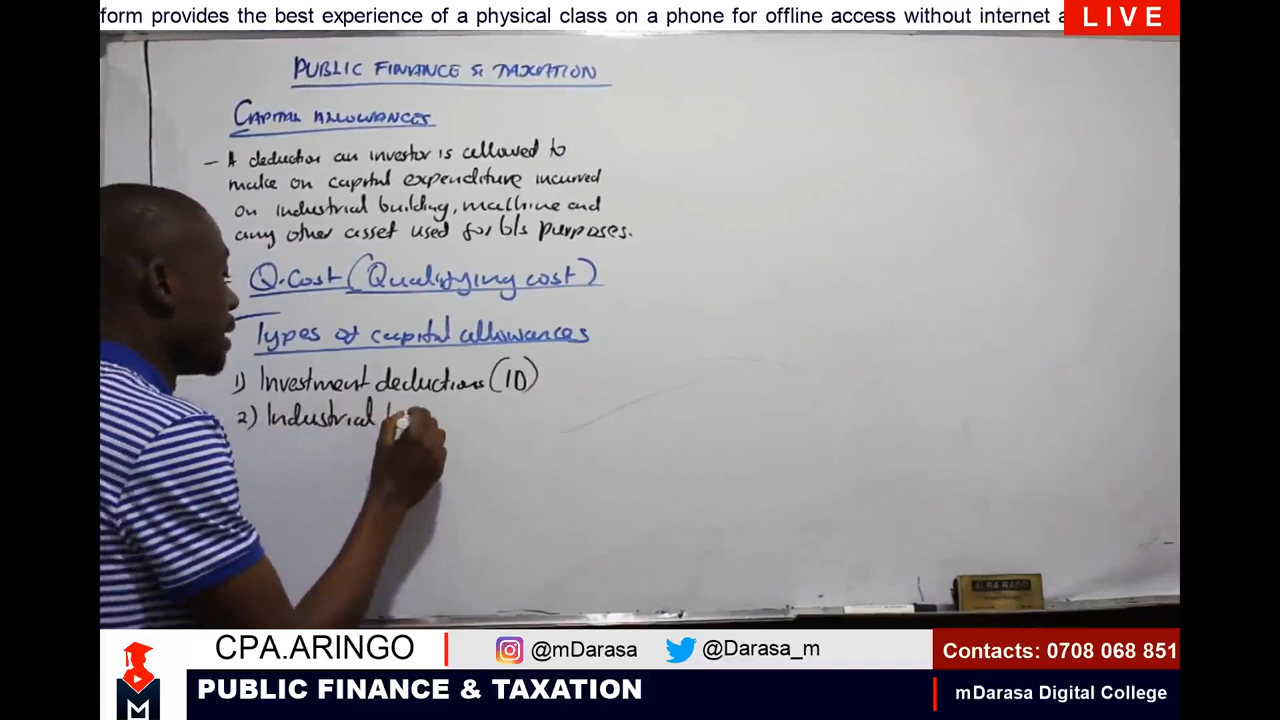 form provides the best experience of a physical class on a phone for offline access without internet a
LIVE
PUBLIC FINANCE & TAXATION
CAPITAL ALLOWANCES
- A deduction an investor is allowed to
make on capital expenditure incurred
on industrial building, machine and
any other asset used for b/s purposes.
Q.Cost (Qualifying cost)
Types of capital allowances
1) Investment deductions (ID)
2) Industrial
CPA.ARINGO
@mDarasa
@Darasa_m
Contacts: 0708 068 851
M
PUBLIC FINANCE & TAXATION
mDarasa Digital College